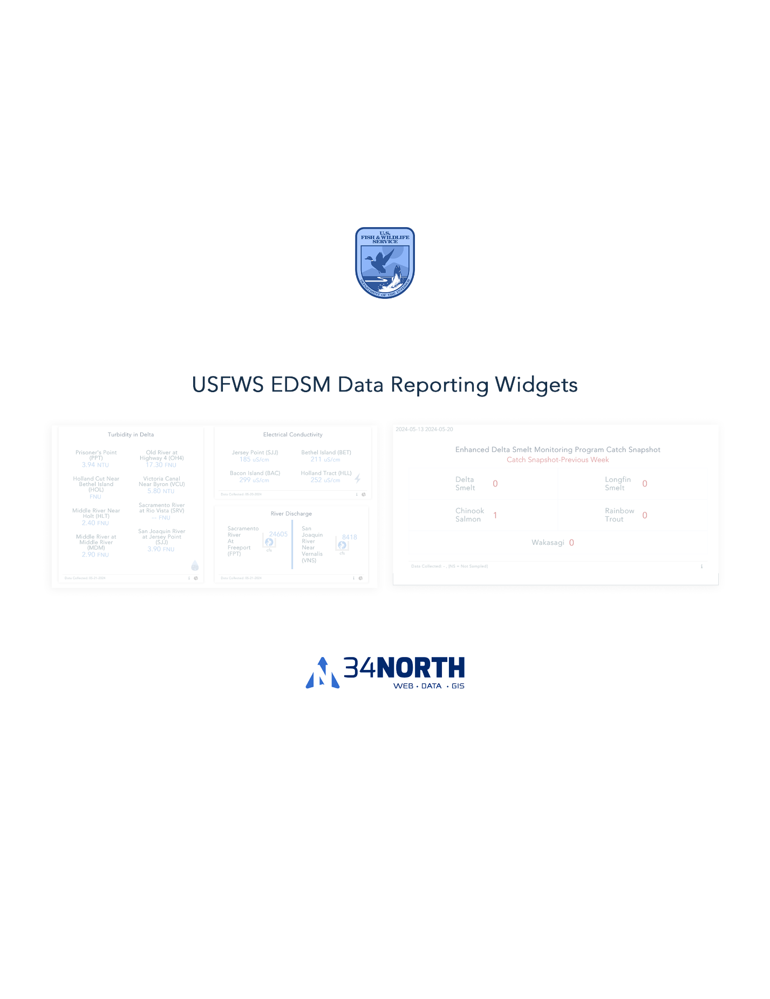 U.S.
FISH & WILDLIFE
SERVICE
DEPARTMENT OF THE INTERIOR
USFWS EDSM Data Reporting Widgets
Turbidity in Delta
Prisoner's Point
(PPT)
3.94 NTU
Holland Cut Near
Bethel Island
(HOL)
FNU
Middle River Near
Holt (HLT)
2.40 FNU
Middle River at
Middle River
(MDM)
2.90 FNU
Old River at
Highway 4 (OH4)
17.30 FNU
Victoria Canal
Near Byron (VCU)
5.80 NTU
Sacramento River
at Rio Vista (SRV)
-- FNU
San Joaquin River
at Jersey Point
(SJJ)
3.90 FNU
Data Collected: 05-21-2024
Electrical Conductivity
Jersey Point (SJJ)
185 uS/cm
Bethel Island (BET)
211 uS/cm
Bacon Island (BAC)
299 uS/cm
Holland Tract (HLL)
252 uS/cm
Data Collected: 05-20-2024
River Discharge
Sacramento
River
At
Freeport
(FPT)
24605
cfs
San
Joaquin
River
Near
Vernalis
(VNS)
8418
cfs
Data Collected: 05-21-2024
2024-05-13 2024-05-20
Enhanced Delta Smelt Monitoring Program Catch Snapshot
Catch Snapshot-Previous Week
Delta
Smelt
0
Longfin
Smelt
0
Chinook
Salmon
1
Rainbow
Trout
0
Wakasagi 0
Data Collected: - , [NS = Not Sampled]
34NORTH
WEB · DATA · GIS